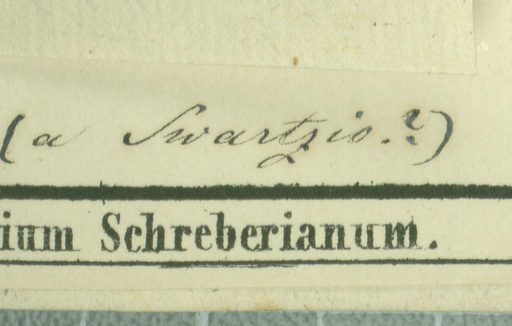 (a Swartzio.?)
ium Schreberianum.